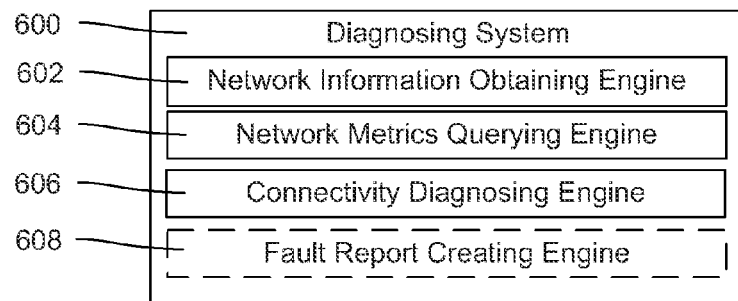 600 Diagnosing System
602 Network Information Obtaining Engine
604 Network Metrics Querying Engine
606 Connectivity Diagnosing Engine
608 Fault Report Creating Engine